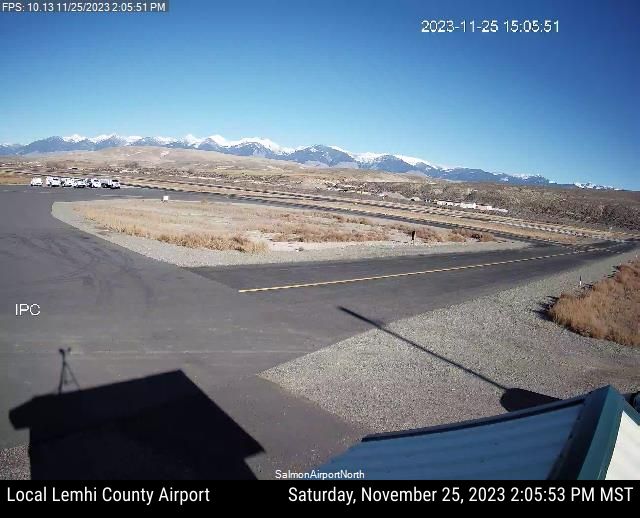 FPS: 10.13 11/25/2023 2:05:51 PM
2023-11-25 15:05:51
IPC
SalmonAirportNorth
Local Lemhi County Airport Saturday, November 25, 2023 2:05:53 PM MST